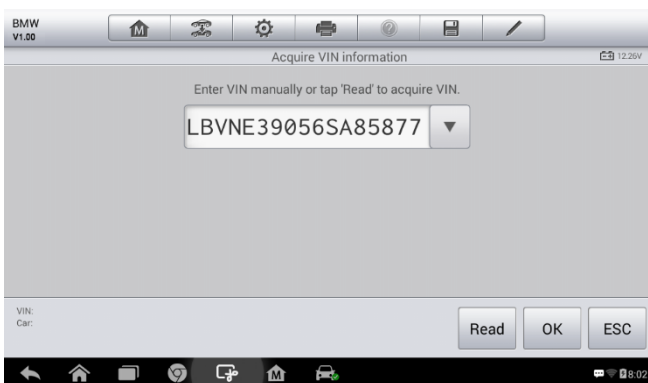 BMW
V1.00
M
?
Acquire VIN information
12.26V
Enter VIN manually or tap 'Read' to acquire VIN.
LBVNE39056SA85877
VIN:
Car:
Read
OK
ESC
M
8:02